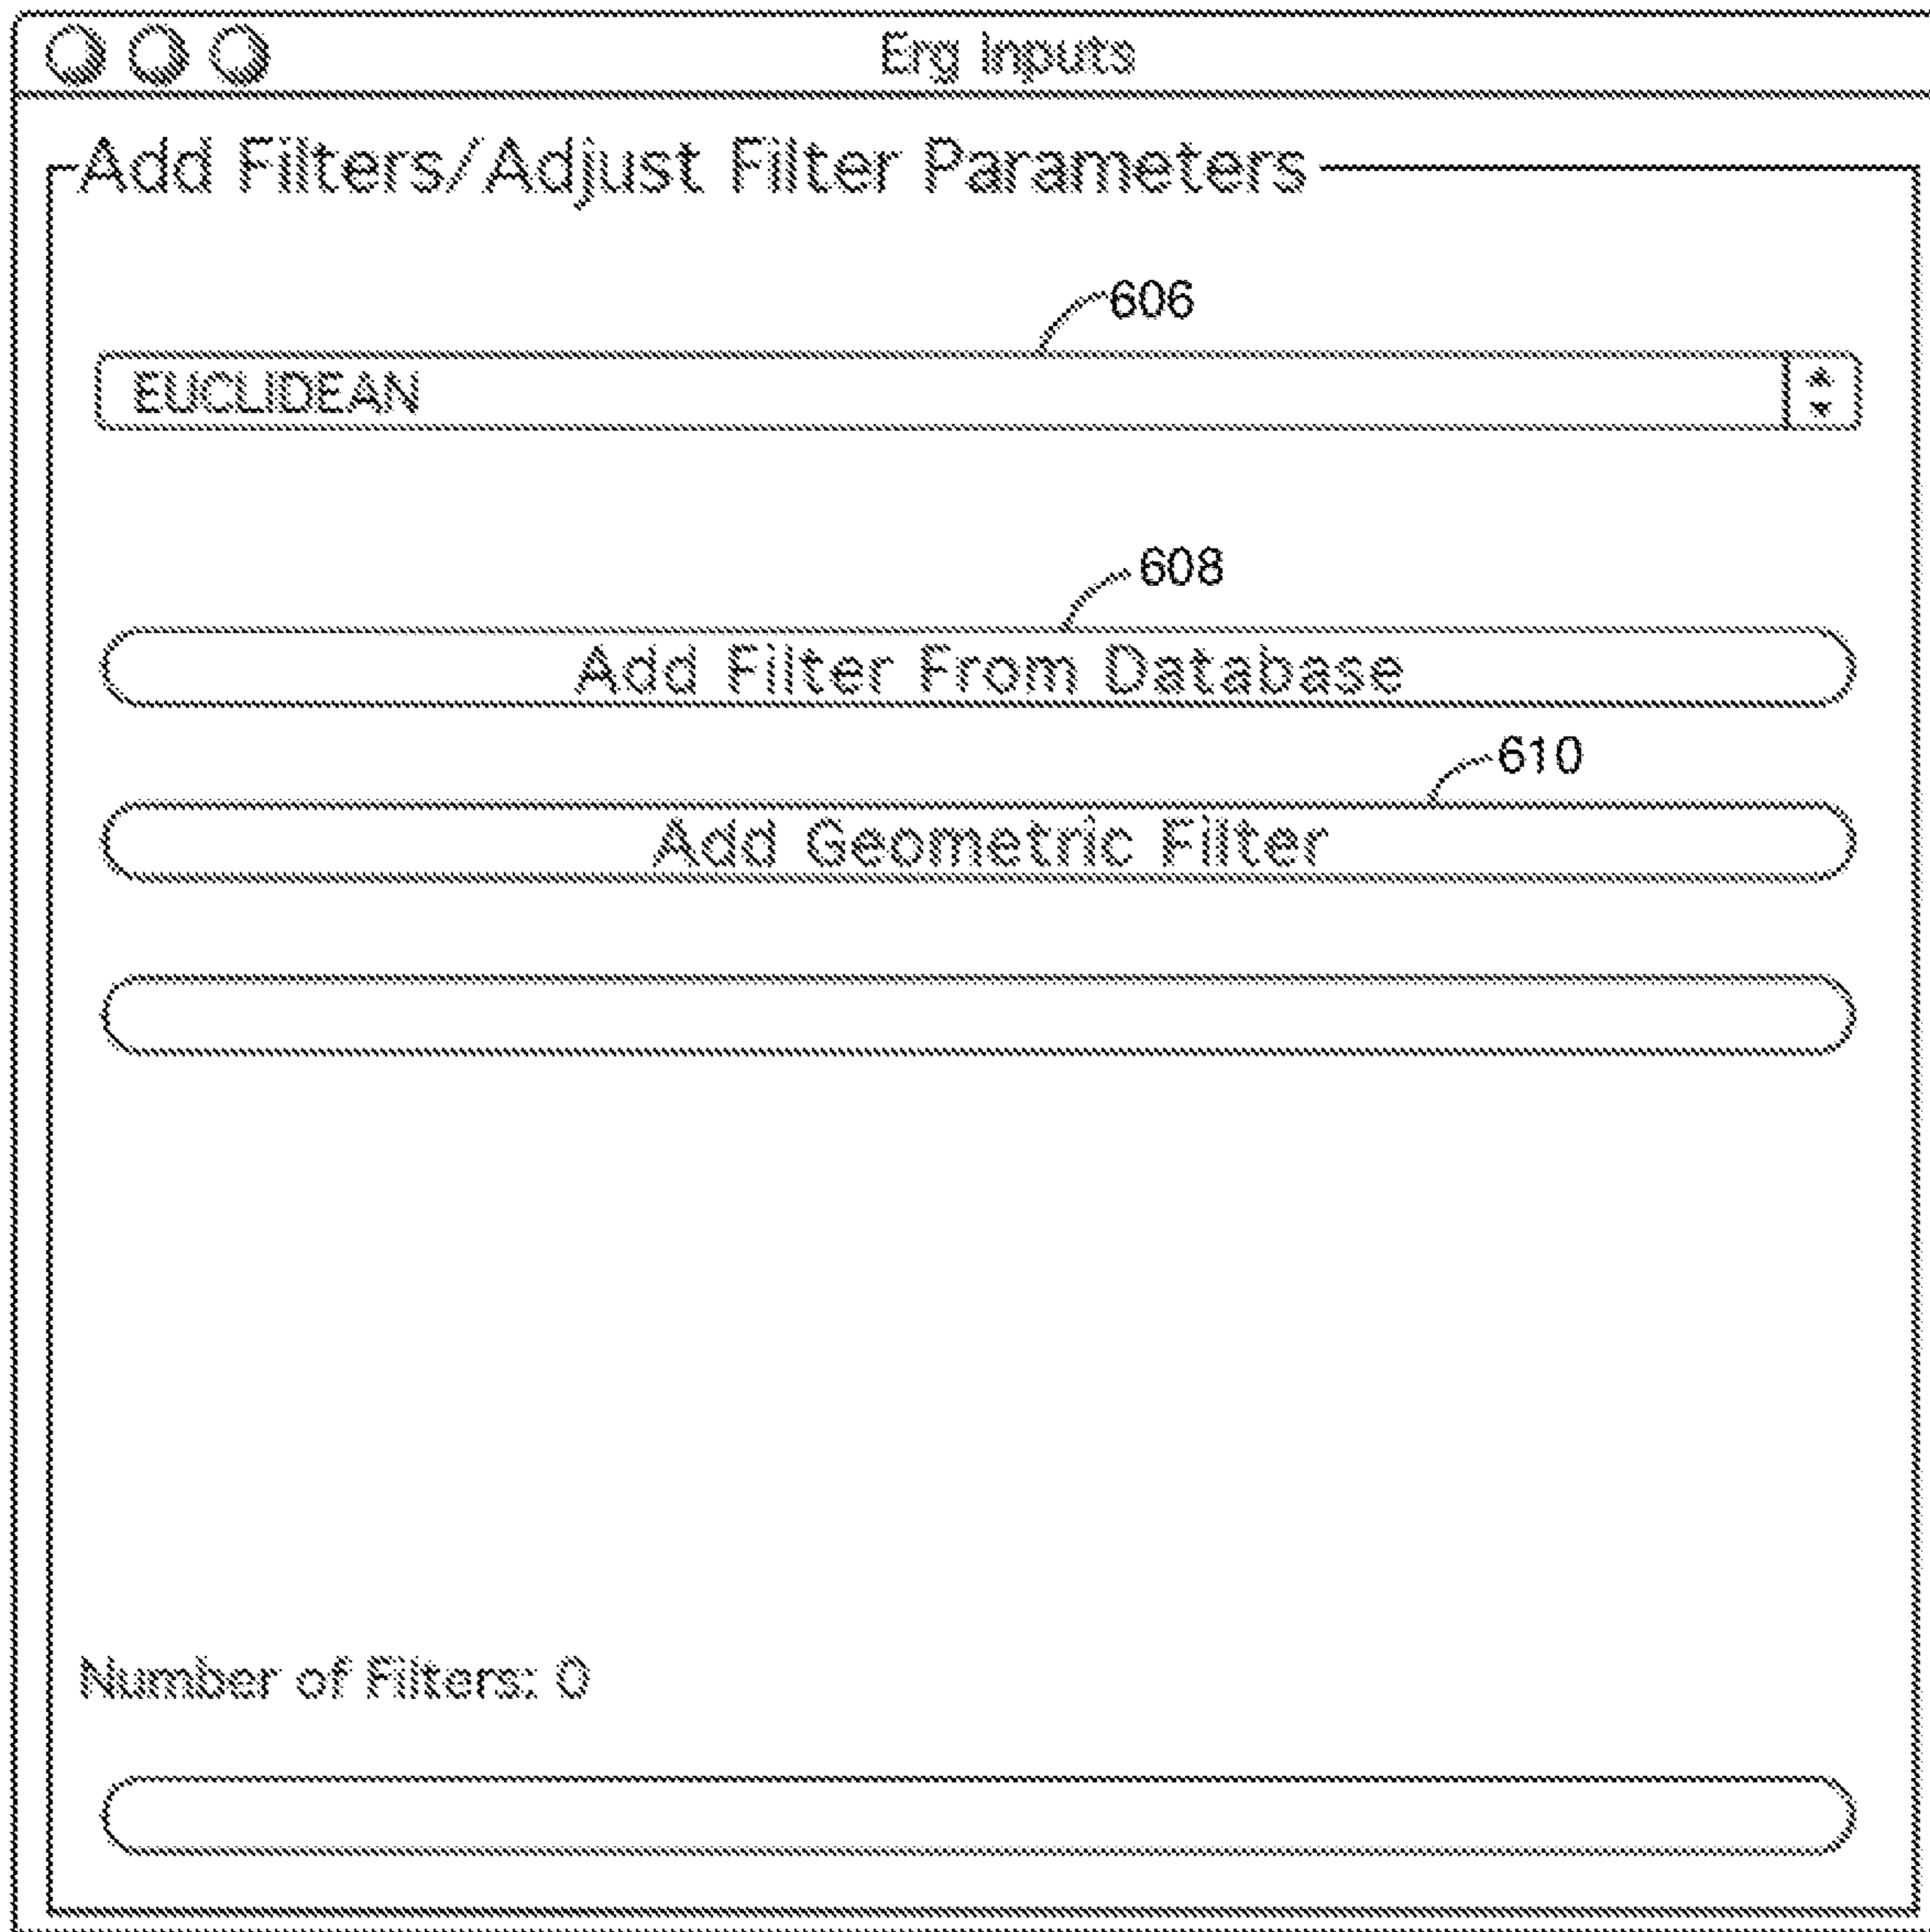 Erg Inputs
Add Filters/Adjust Filter Parameters
606
EUCLIDEAN
608
Add Filter From Database
610
Add Geometric Filter
Number of Filters: 0